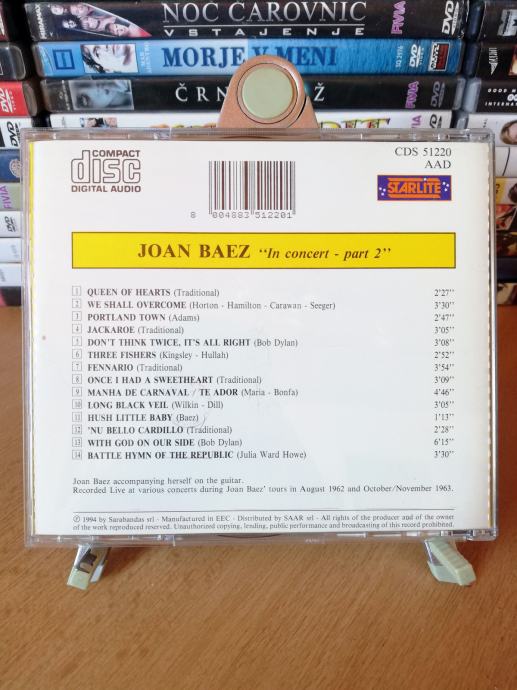 NOČ ČAROVNIC
VSTAJENJE
FIVIA
DVD
MORJE V MENI
DVD
FIVIA
DVD
DVD
COMPACT
disc
DIGITAL AUDIO
8 004883 512201
CDS 51220
AAD
STARLITE
JOAN BAEZ "In concert - part 2"
1 QUEEN OF HEARTS (Traditional) 2'27''
2 WE SHALL OVERCOME (Horton - Hamilton - Carawan - Seeger) 3'30''
3 PORTLAND TOWN (Adams) 2'47''
4 JACKAROE (Traditional) 3'05''
5 DON'T THINK TWICE, IT'S ALL RIGHT (Bob Dylan) 3'08''
6 THREE FISHERS (Kingsley - Hullah) 2'52''
7 FENNARIO (Traditional) 3'54''
8 ONCE I HAD A SWEETHEART (Traditional) 3'09''
9 MANHA DE CARNAVAL / TE ADOR (Maria - Bonfa) 4'46''
10 LONG BLACK VEIL (Wilkin - Dill) 3'05''
11 HUSH LITTLE BABY (Baez) 1'13''
12 'NU BELLO CARDILLO (Traditional) 2'28''
13 WITH GOD ON OUR SIDE (Bob Dylan) 6'15''
14 BATTLE HYMN OF THE REPUBLIC (Julia Ward Howe) 3'30''
Joan Baez accompanying herself on the guitar.
Recorded Live at various concerts during Joan Baez' tours in August 1962 and October/November 1963.
℗ 1994 by Sarabandas srl - Manufactured in EEC - Distributed by SAAR srl - All rights of the producer and of the owner
of the work reproduced reserved. Unauthorized copying, lending, public performance and broadcasting of this record prohibited.